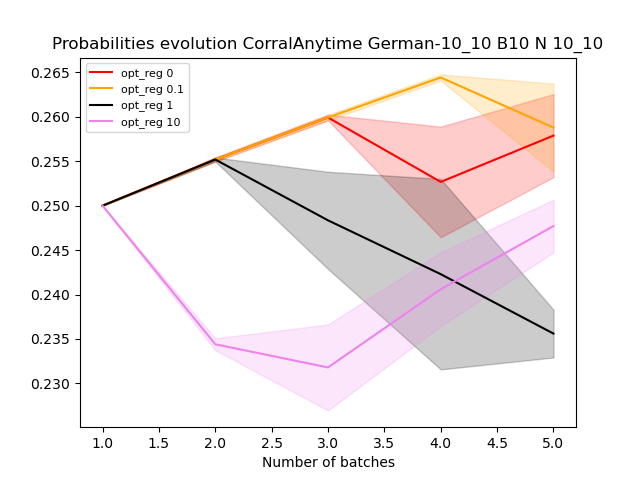 Probabilities evolution CorralAnytime German-10_10 B10 N 10_10
opt_reg 0
opt_reg 0.1
opt_reg 1
opt_reg 10
0.265
0.260
0.255
0.250
0.245
0.240
0.235
0.230
1.0 1.5 2.0 2.5 3.0 3.5 4.0 4.5 5.0
Number of batches